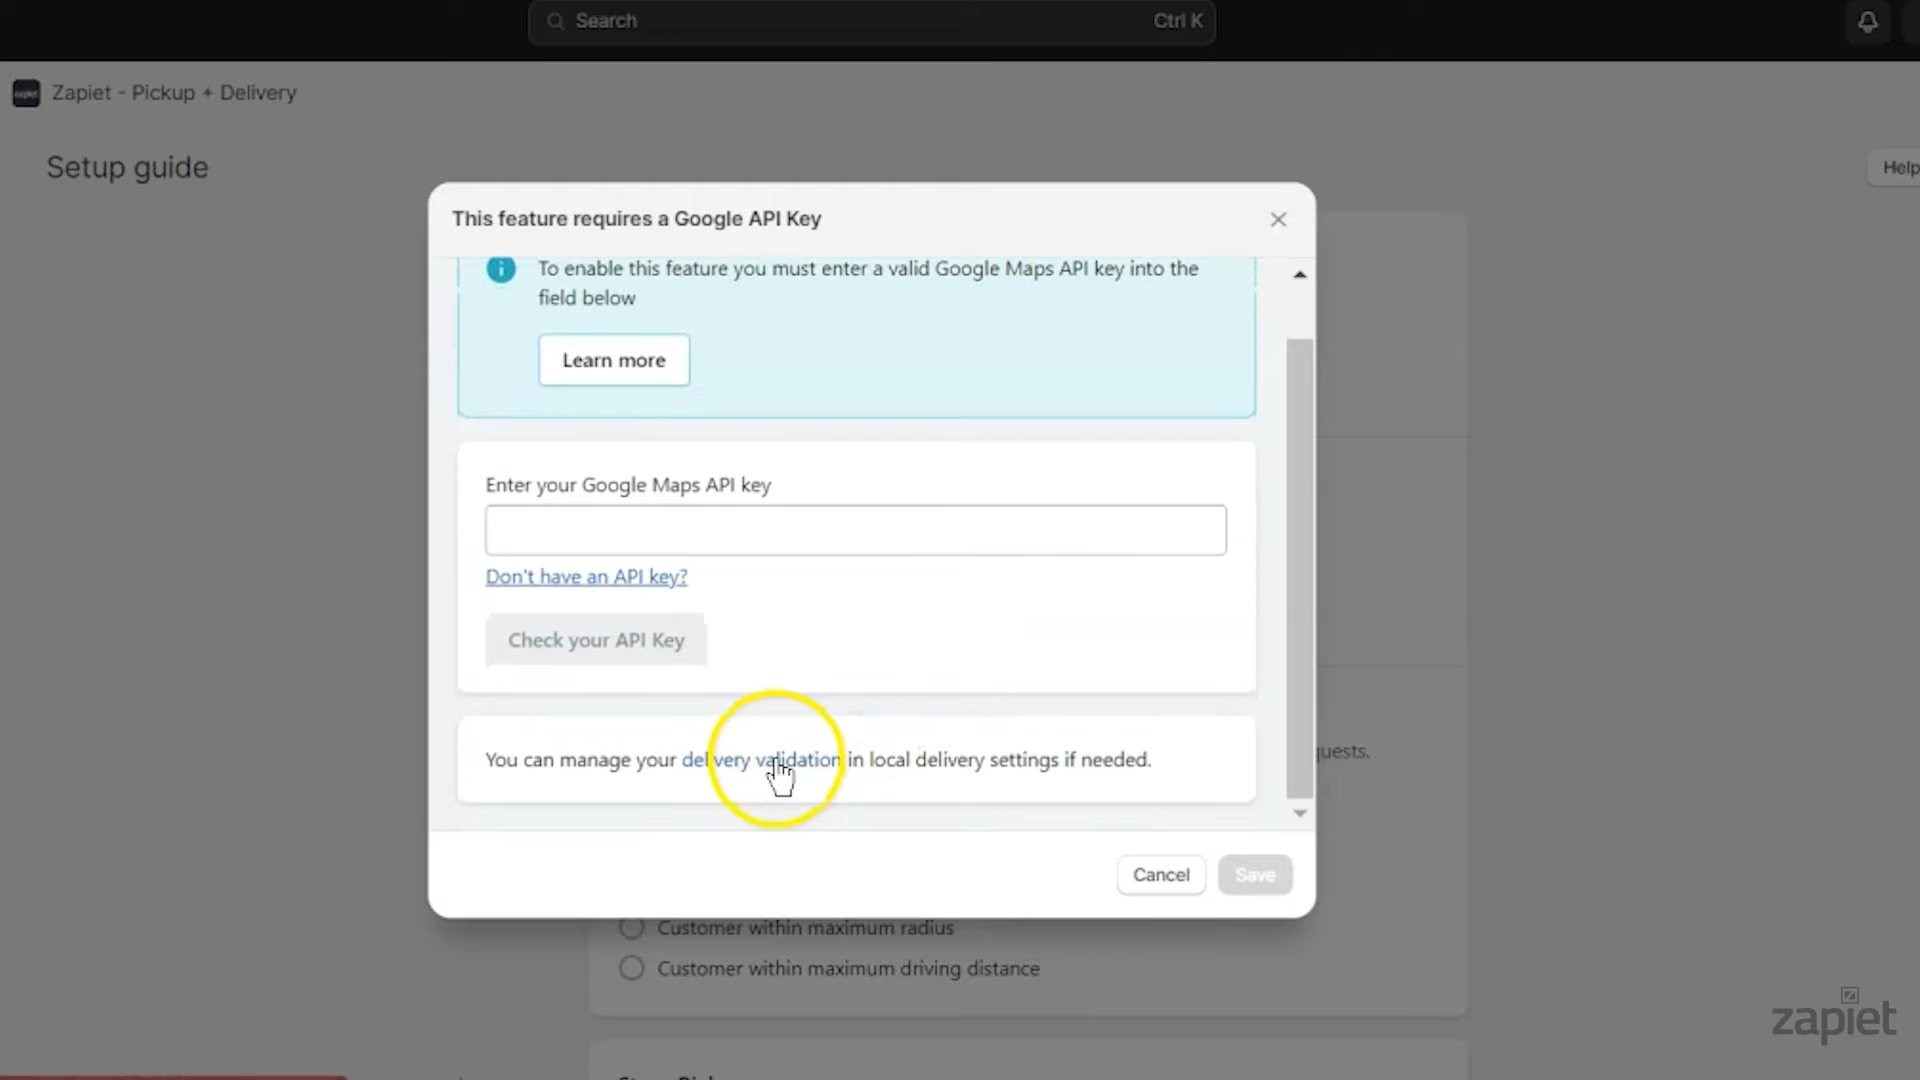 Search Ctrl K
Zapiet - Pickup + Delivery
Setup guide
Help
This feature requires a Google API Key
To enable this feature you must enter a valid Google Maps API key into the
field below
Learn more
Enter your Google Maps API key
Don't have an API key?
Check your API Key
quests.
You can manage your delivery validation in local delivery settings if needed.
Cancel Save
Customer within maximum radius
Customer within maximum driving distance
zapiet